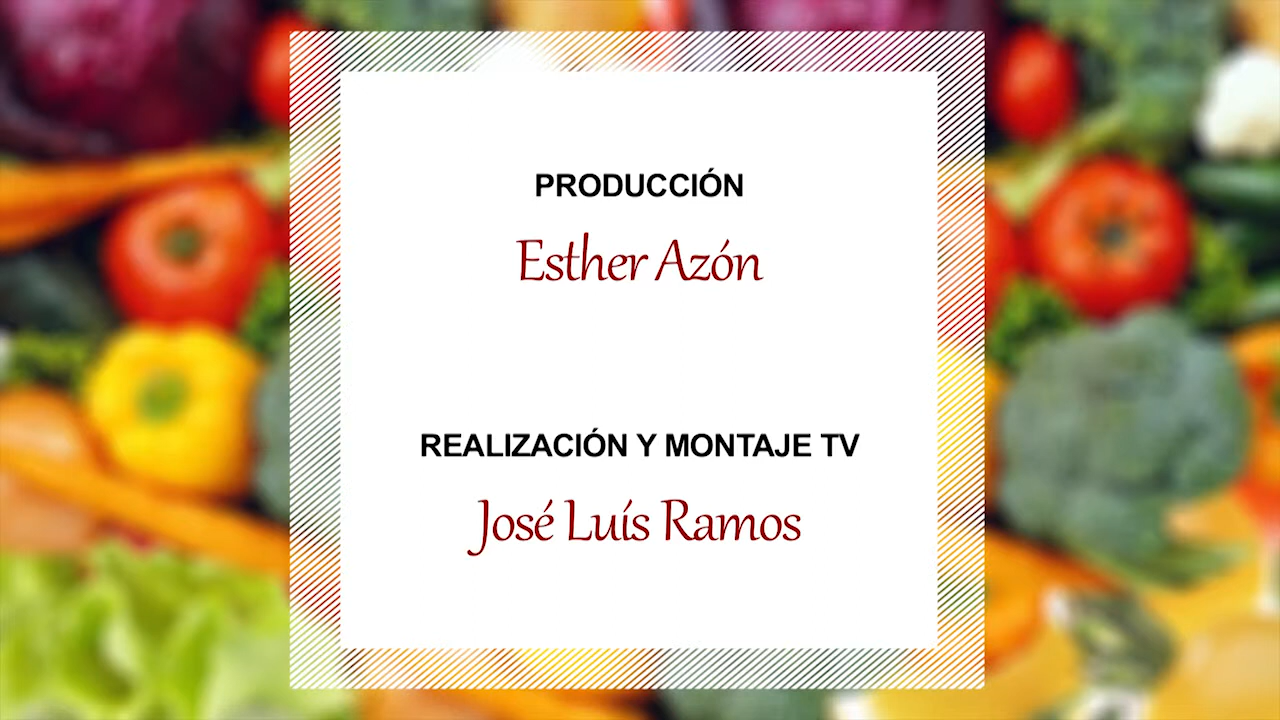 PRODUCCIÓN
Esther Azón
REALIZACIÓN Y MONTAJE TV
José Luís Ramos